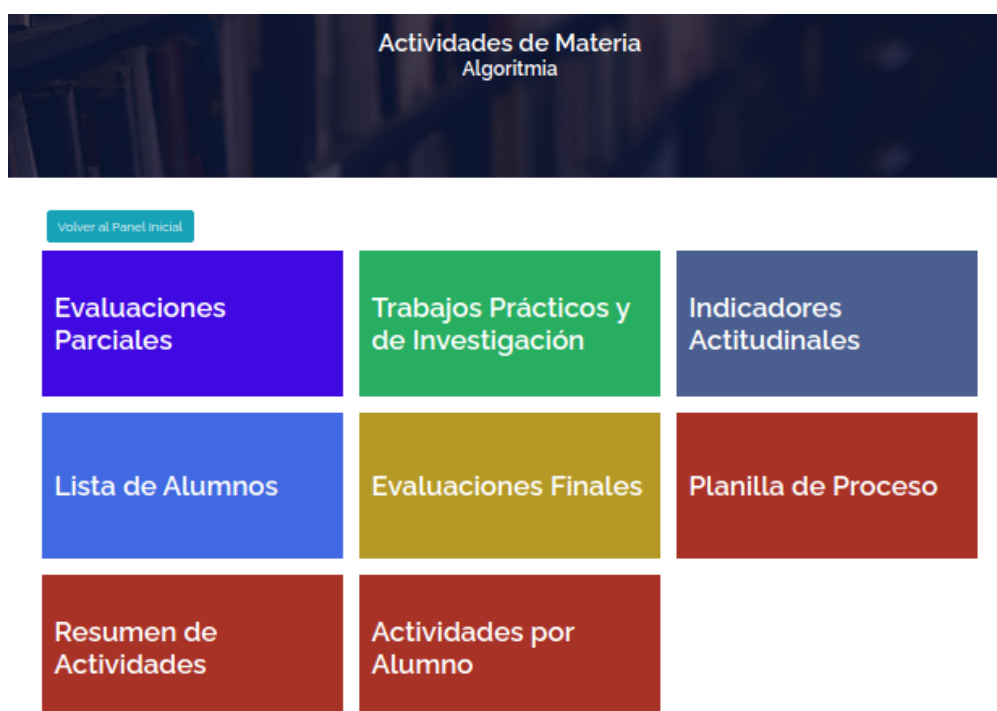 Actividades de Materia
Algoritmia
Volver al Panel Inicial
Evaluaciones
Parciales
Trabajos Prácticos y
de Investigación
Indicadores
Actitudinales
Lista de Alumnos
Evaluaciones Finales
Planilla de Proceso
Resumen de
Actividades
Actividades por
Alumno